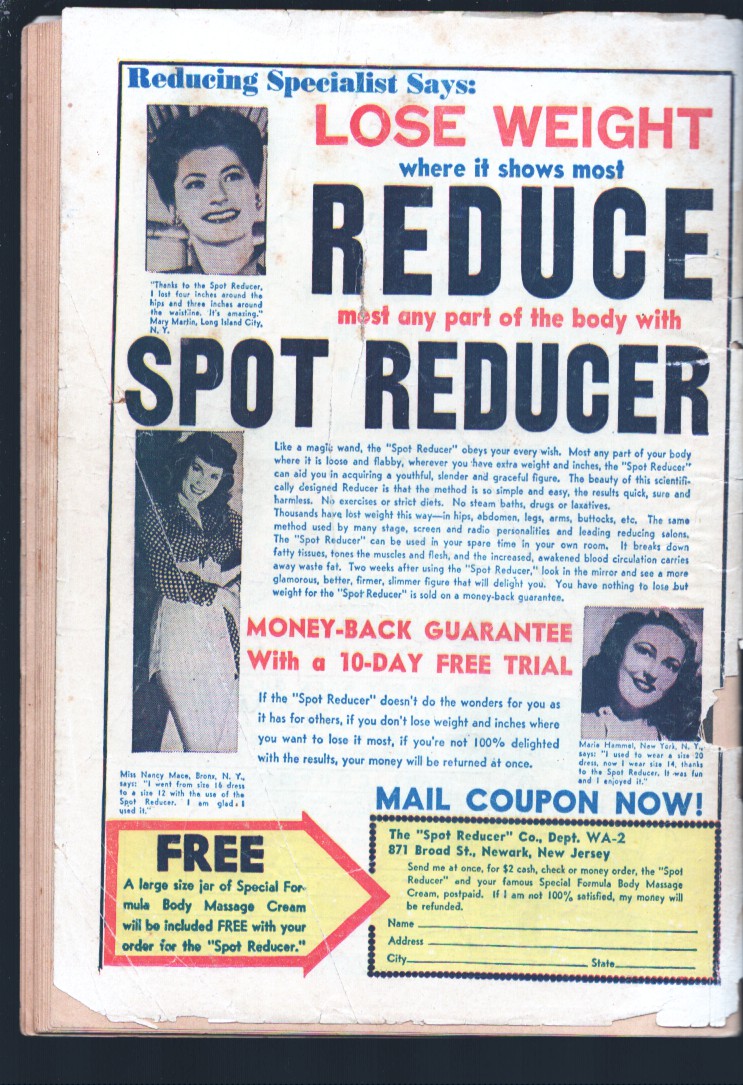 Reducing Specialist Says:
LOSE WEIGHT
where it shows most
REDUCE
most any part of the body with
SPOT REDUCER
"Thanks to the Spot Reducer,
I lost four inches around the
hips and three inches around
the waistline. It's amazing."
Mary Martin, Long Island City,
N. Y.
Like a magic wand, the "Spot Reducer" obeys your every wish. Most any part of your body
where it is loose and flabby, wherever you have extra weight and inches, the "Spot Reducer"
can aid you in acquiring a youthful, slender and graceful figure. The beauty of this scientifi-
cally designed Reducer is that the method is so simple and easy, the results quick, sure and
harmless. No exercises or strict diets. No steam baths, drugs or laxatives.
Thousands have lost weight this way—in hips, abdomen, legs, arms, buttocks, etc. The same
method used by many stage, screen and radio personalities and leading reducing salons.
The "Spot Reducer" can be used in your spare time in your own room. It breaks down
fatty tissues, tones the muscles and flesh, and the increased, awakened blood circulation carries
away waste fat. Two weeks after using the "Spot Reducer," look in the mirror and see a more
glamorous, better, firmer, slimmer figure that will delight you. You have nothing to lose but
weight for the "Spot Reducer" is sold on a money-back guarantee.
MONEY-BACK GUARANTEE
With a 10-DAY FREE TRIAL
If the "Spot Reducer" doesn't do the wonders for you as
it has for others, if you don't lose weight and inches where
you want to lose it most, if you're not 100% delighted
with the results, your money will be returned at once.
Marie Hammel, New York, N. Y.,
says: "I used to wear a size 20
dress, now I wear size 14, thanks
to the Spot Reducer. It was fun
and I enjoyed it."
Miss Nancy Mace, Bronx, N. Y.,
says: "I went from size 16 dress
to a size 12 with the use of the
Spot Reducer. I am glad I
used it."
MAIL COUPON NOW!
FREE
A large size jar of Special For-
mula Body Massage Cream
will be included FREE with your
order for the "Spot Reducer."
The "Spot Reducer" Co., Dept. WA-2
871 Broad St., Newark, New Jersey
Send me at once, for $2 cash, check or money order, the "Spot
Reducer" and your famous Special Formula Body Massage
Cream, postpaid. If I am not 100% satisfied, my money will
be refunded.
Name
Address
City State